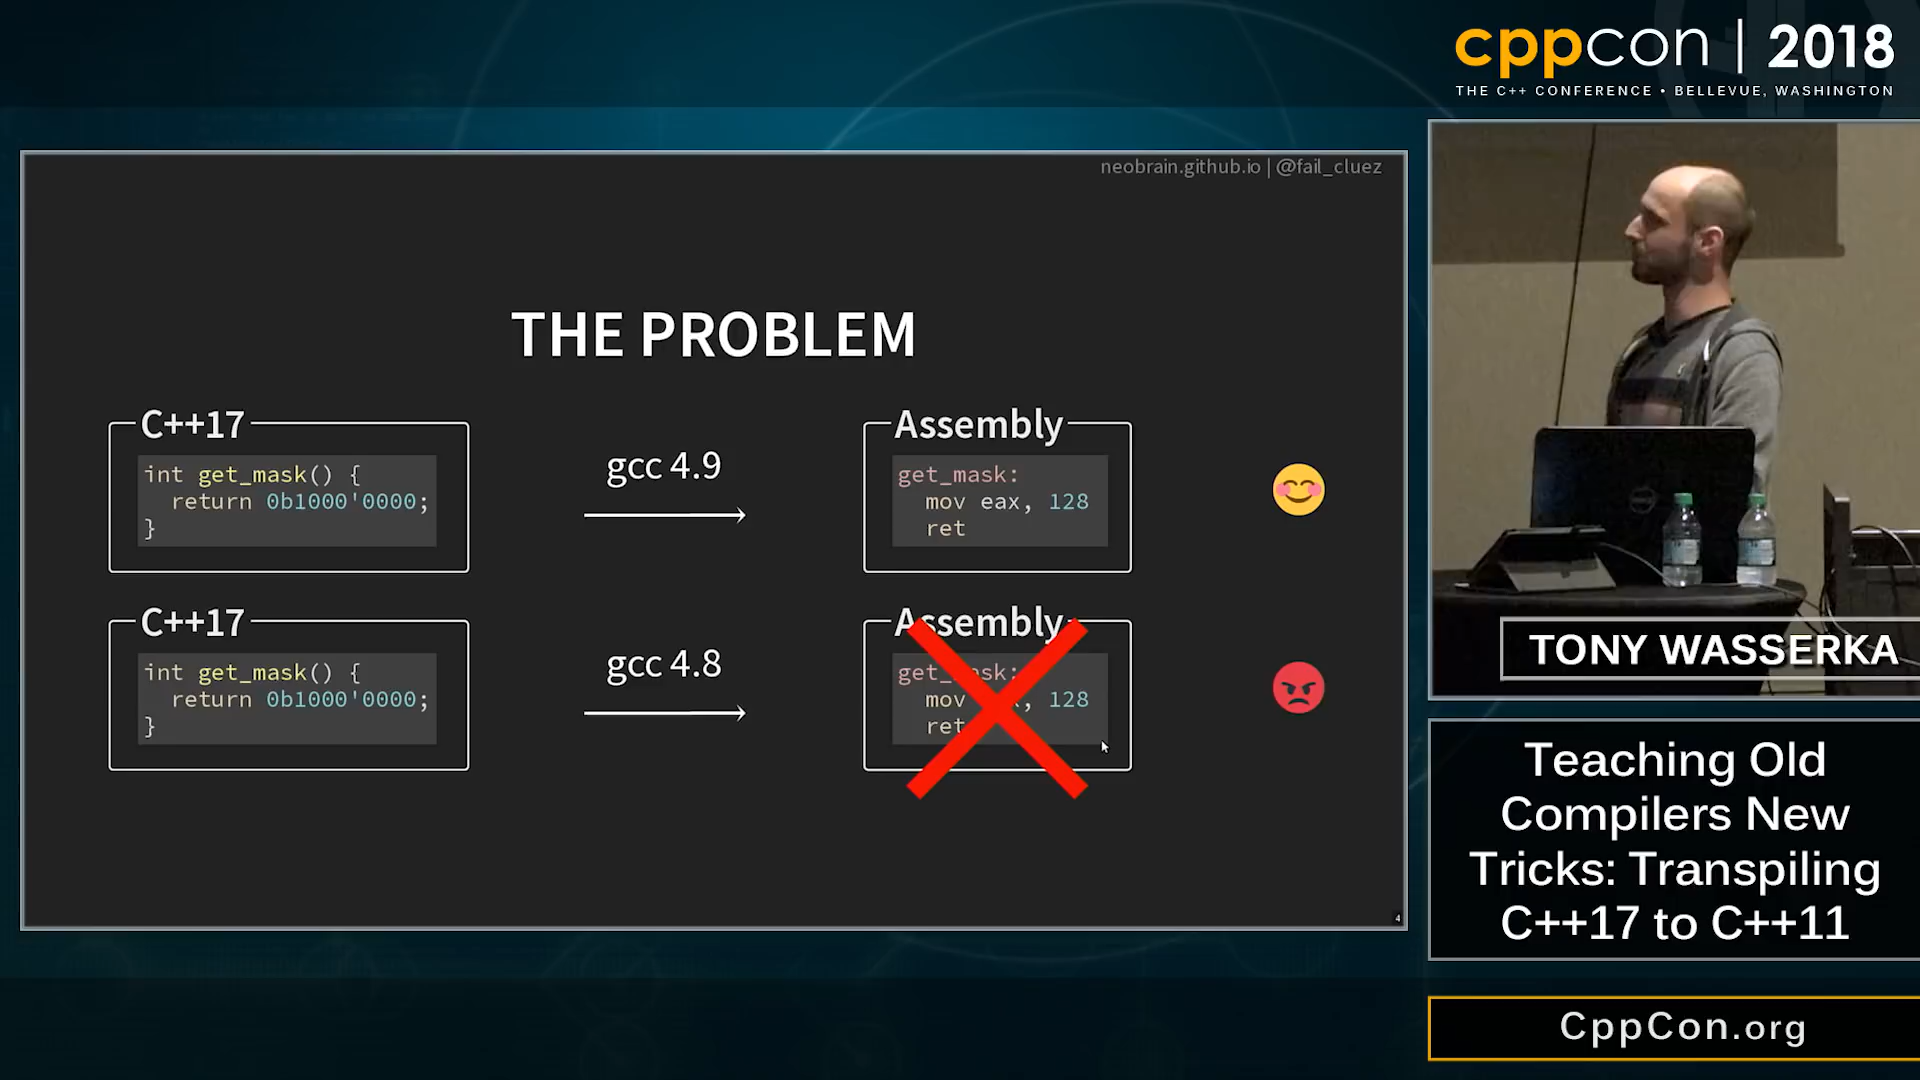 cppcon | 2018
THE C++ CONFERENCE • BELLEVUE, WASHINGTON
neobrain.github.io | @fail_cluez
THE PROBLEM
C++17
int get_mask() {
return 0b1000'0000;
}
gcc 4.9
Assembly
get_mask:
mov eax, 128
ret
C++17
int get_mask() {
return 0b1000'0000;
}
gcc 4.8
Assembly
get_mask:
mov , 128
ret
4
TONY WASSERKA
Teaching Old
Compilers New
Tricks: Transpiling
C++17 to C++11
CppCon.org